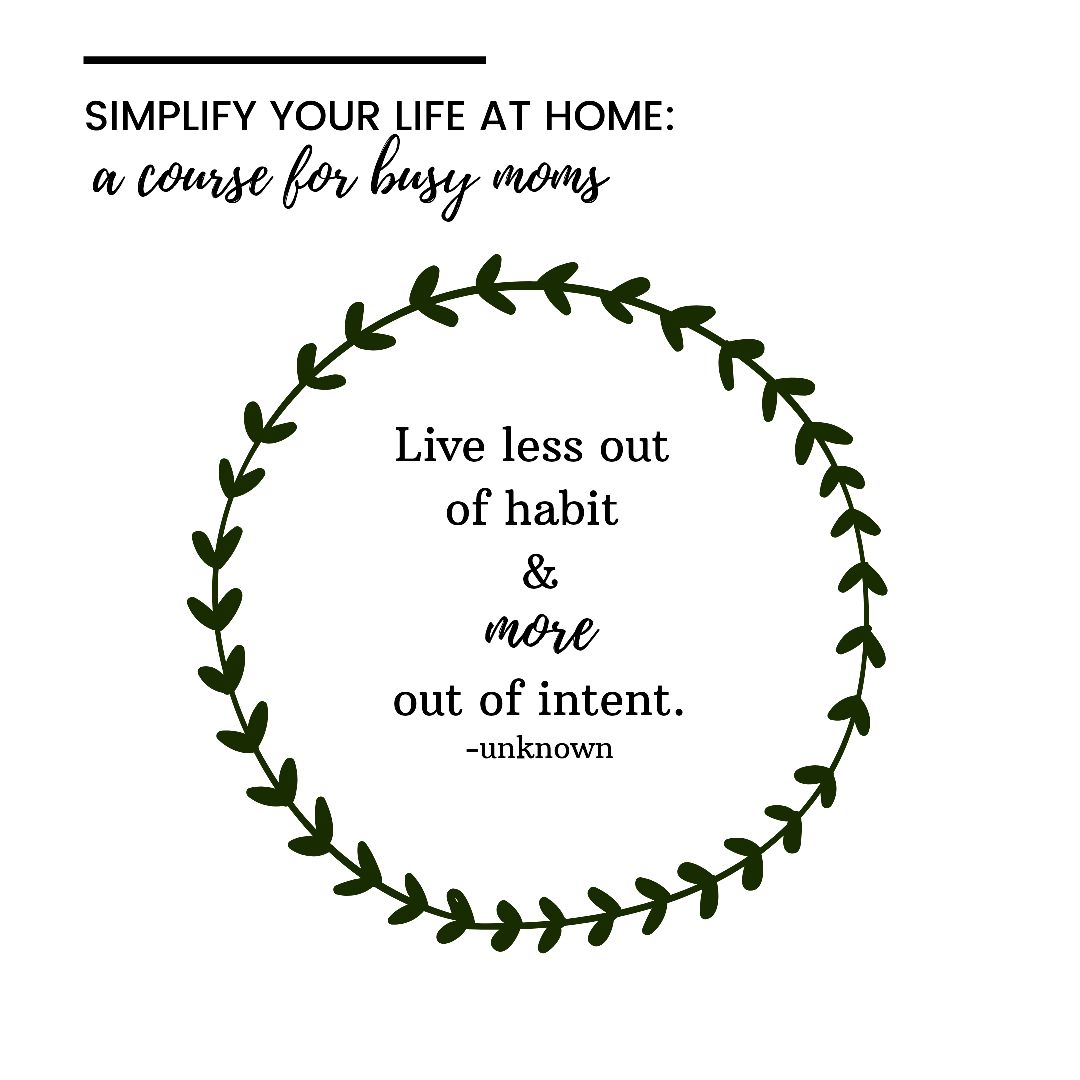 SIMPLIFY YOUR LIFE AT HOME:
a course for busy moms
Live less out
of habit
&
more
out of intent.
-unknown